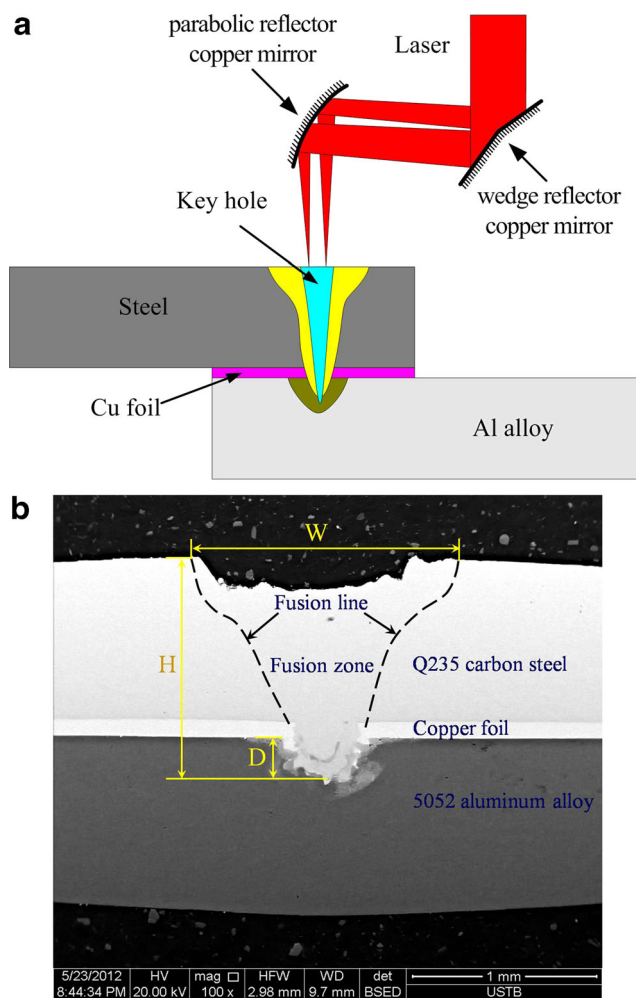 a
parabolic reflector
copper mirror
Laser
wedge reflector
copper mirror
Key hole
Steel
Cu foil
Al alloy
b
W
Fusion line
H
Fusion zone
Q235 carbon steel
Copper foil
D
5052 aluminum alloy
5/23/2012 HV mag HFW WD det 1 mm
8:44:34 PM 20.00 kV 100 x 2.98 mm 9.7 mm BSED USTB